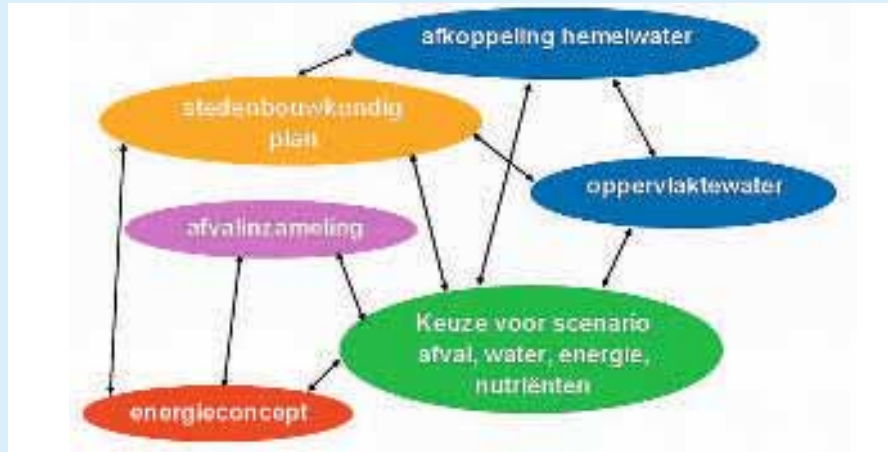 afkoppeling hemelwater
stedenbouwkundig
plan
oppervlaktewater
afvalinzameling
Keuze voor scenario
afval, water, energie,
nutriënten
energieconcept